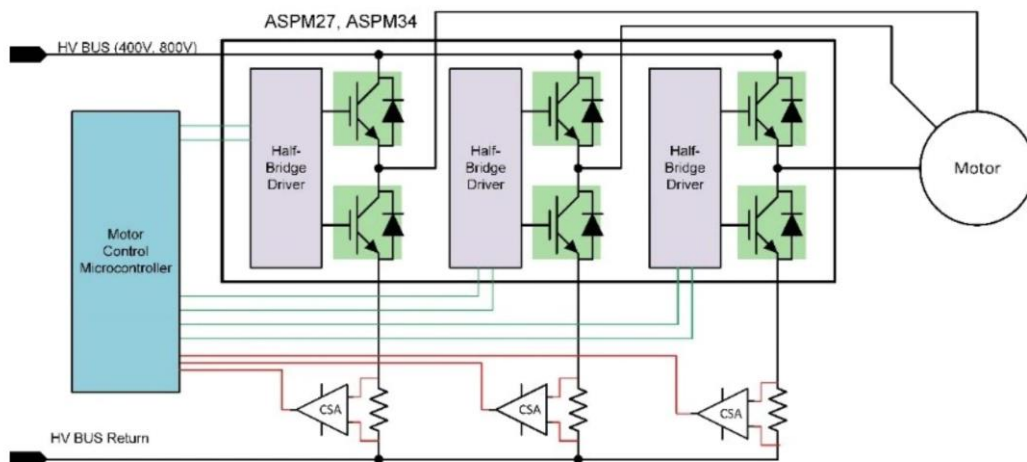 ASPM27, ASPM34
HV BUS (400V, 800V)
Half-
Bridge
Driver
Half-
Bridge
Driver
Half-
Bridge
Driver
Motor
Motor
Control
Microcontroller
CSA
CSA
CSA
HV BUS Return